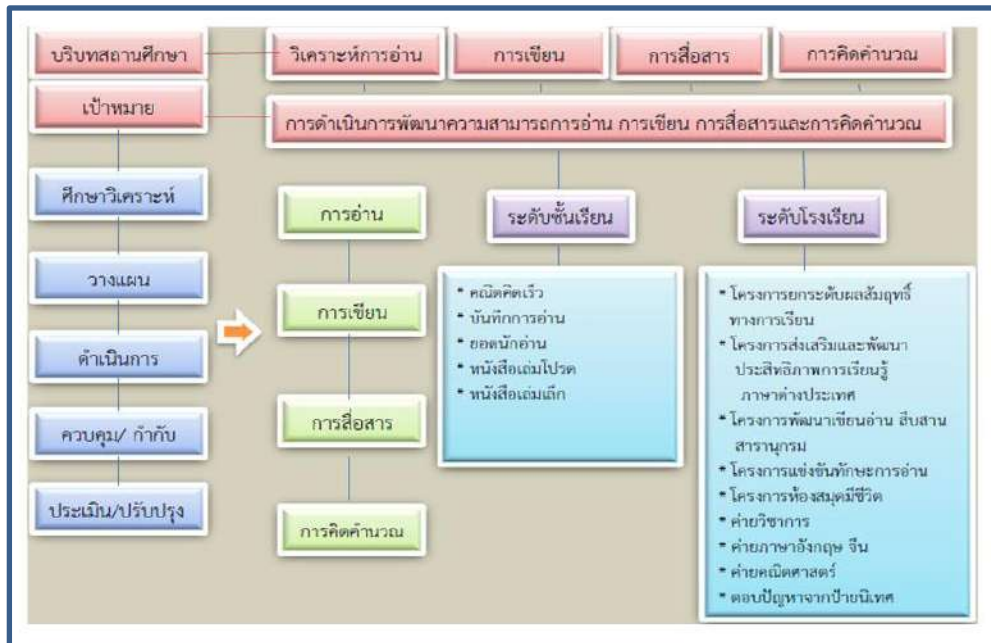 บริบทสถานศึกษา
วิเคราะห์การอ่าน
การเขียน
การสื่อสาร
การคิดคำนวณ
เป้าหมาย
การดำเนินการพัฒนาความสามารถการอ่าน การเขียน การสื่อสารและการคิดคำนวณ
ศึกษาวิเคราะห์
วางแผน
ดำเนินการ
ควบคุม/ กำกับ
ประเมิน/ปรับปรุง
การอ่าน
การเขียน
การสื่อสาร
การคิดคำนวณ
ระดับชั้นเรียน
* คณิตคิดเร็ว
* บันทึกการอ่าน
* ยอดนักอ่าน
* หนังสือเล่มโปรด
* หนังสือเล่มเล็ก
ระดับโรงเรียน
* โครงการยกระดับผลสัมฤทธิ์
ทางการเรียน
* โครงการส่งเสริมและพัฒนา
ประสิทธิภาพการเรียนรู้
ภาษาต่างประเทศ
* โครงการพัฒนาเขียนอ่าน สืบสาน
สารานุกรม
* โครงการแข่งขันทักษะการอ่าน
* โครงการห้องสมุดมีชีวิต
* ค่ายวิชาการ
* ค่ายภาษาอังกฤษ จีน
* ค่ายคณิตศาสตร์
* ตอบปัญหาจากป้ายนิเทศ